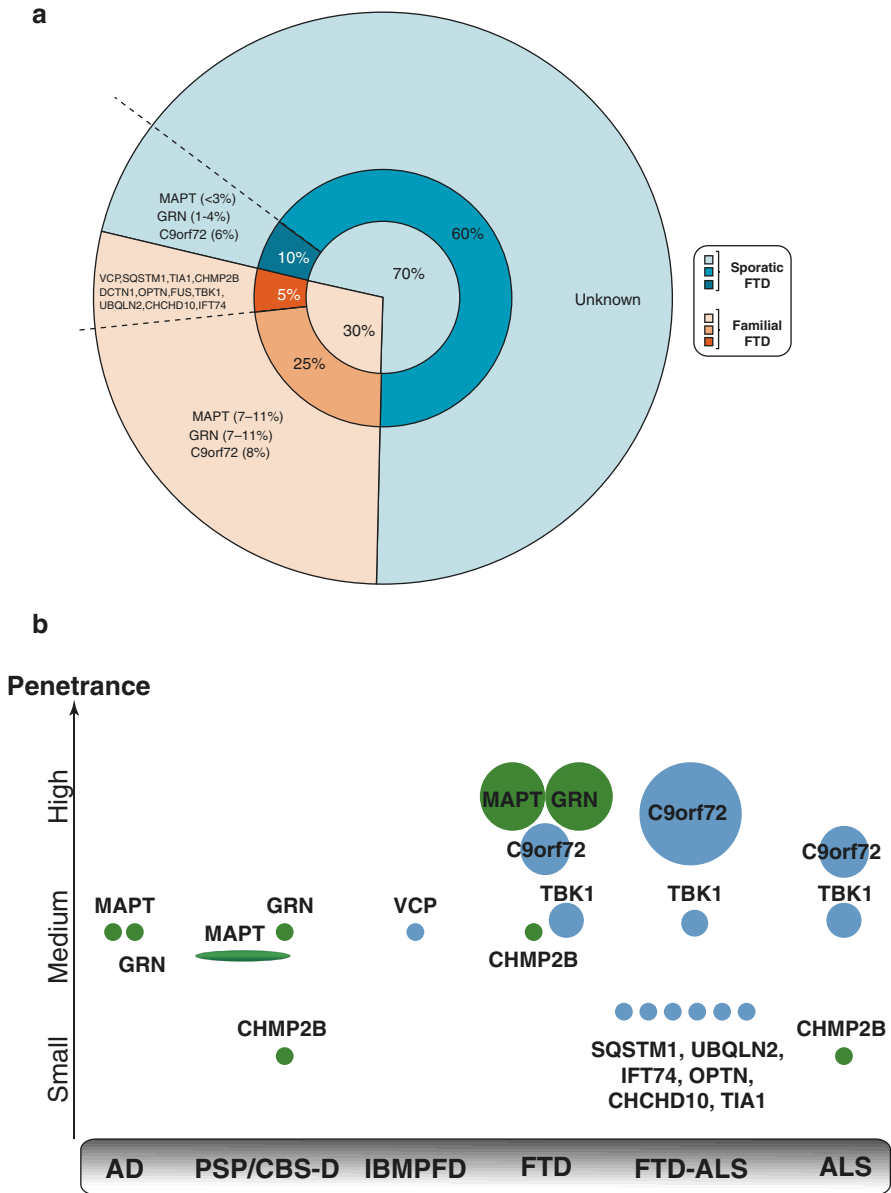 a
MAPT (<3%)
GRN (1-4%)
C9orf72 (6%)
10%
60%
70%
Unknown
VCP,SQSTM1,TIA1,CHMP2B
DCTN1,OPTN,FUS,TBK1,
UBQLN2,CHCHD10,IFT74
5%
30%
25%
MAPT (7–11%)
GRN (7–11%)
C9orf72 (8%)
Sporatic
FTD
Familial
FTD
b
Penetrance
High
Medium
Small
MAPT GRN
C9orf72
C9orf72
C9orf72
MAPT
GRN
GRN
MAPT
VCP
TBK1
CHMP2B
TBK1
TBK1
CHMP2B
SQSTM1, UBQLN2,
IFT74, OPTN,
CHCHD10, TIA1
CHMP2B
AD PSP/CBS-D IBMPFD FTD FTD-ALS ALS